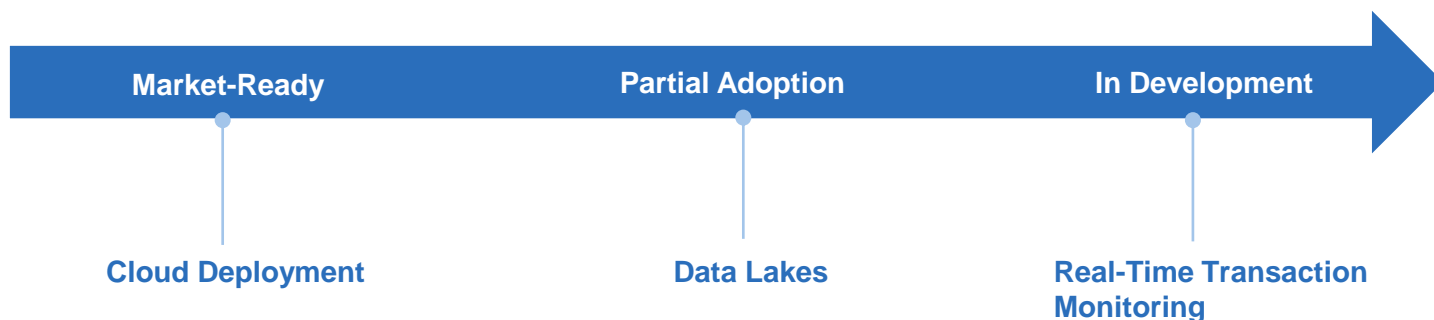 Market-Ready
Partial Adoption
In Development
Cloud Deployment
Data Lakes
Real-Time Transaction
Monitoring